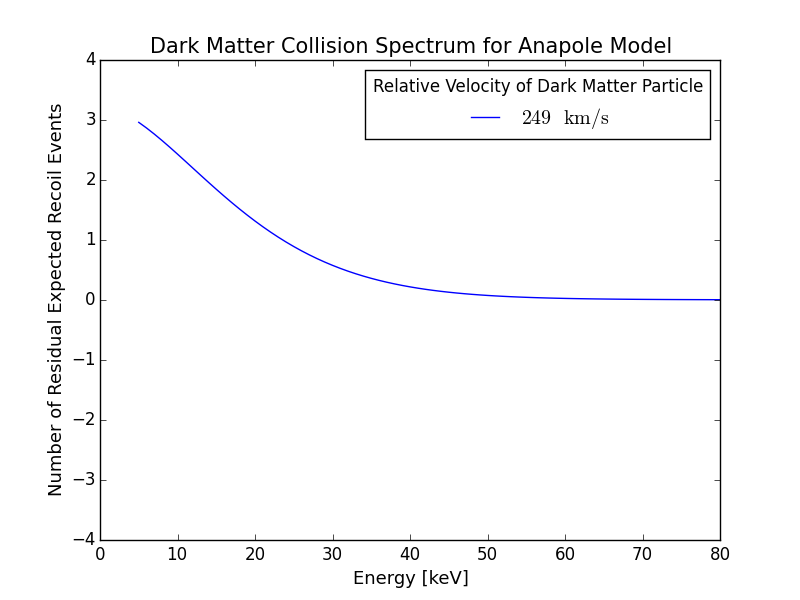 Dark Matter Collision Spectrum for Anapole Model
Relative Velocity of Dark Matter Particle
249 km/s
Number of Residual Expected Recoil Events
4
3
2
1
0
−1
−2
−3
−4
0 10 20 30 40 50 60 70 80
Energy [keV]